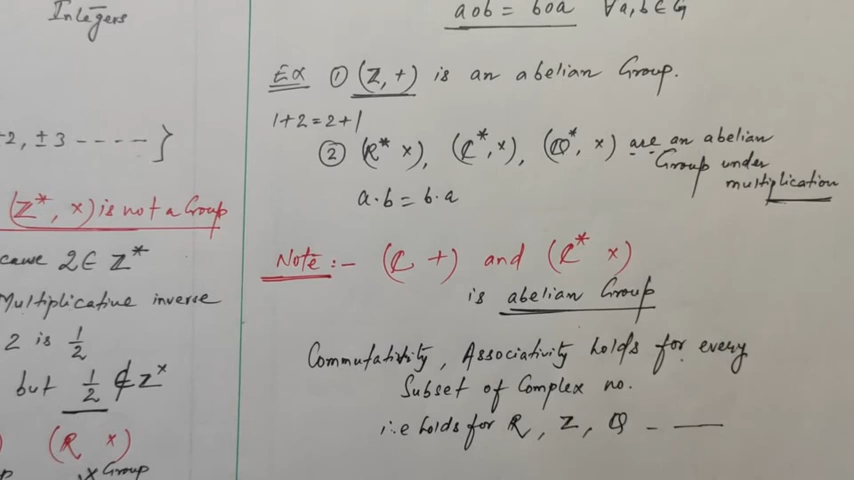 Integers
+2, ±3 - - - - - }
(Z*, ×) is not a Group
2 ∈ Z*
Multiplicative inverse
2 is 1/2
but 1/2 ∉ Z*
(R ×)
Group
aob = boa ∀ a, b ∈ G
EX ① (Z, +) is an abelian Group.
1+2 = 2+1
② (R* ×), (C*, ×), (Q*, ×) are an abelian
Group under
multiplication
a·b = b·a
Note :- (C +) and (C* ×)
is abelian Group
Commutativity, Associativity holds for every
Subset of Complex no.
i.e holds for R, Z, Q - —